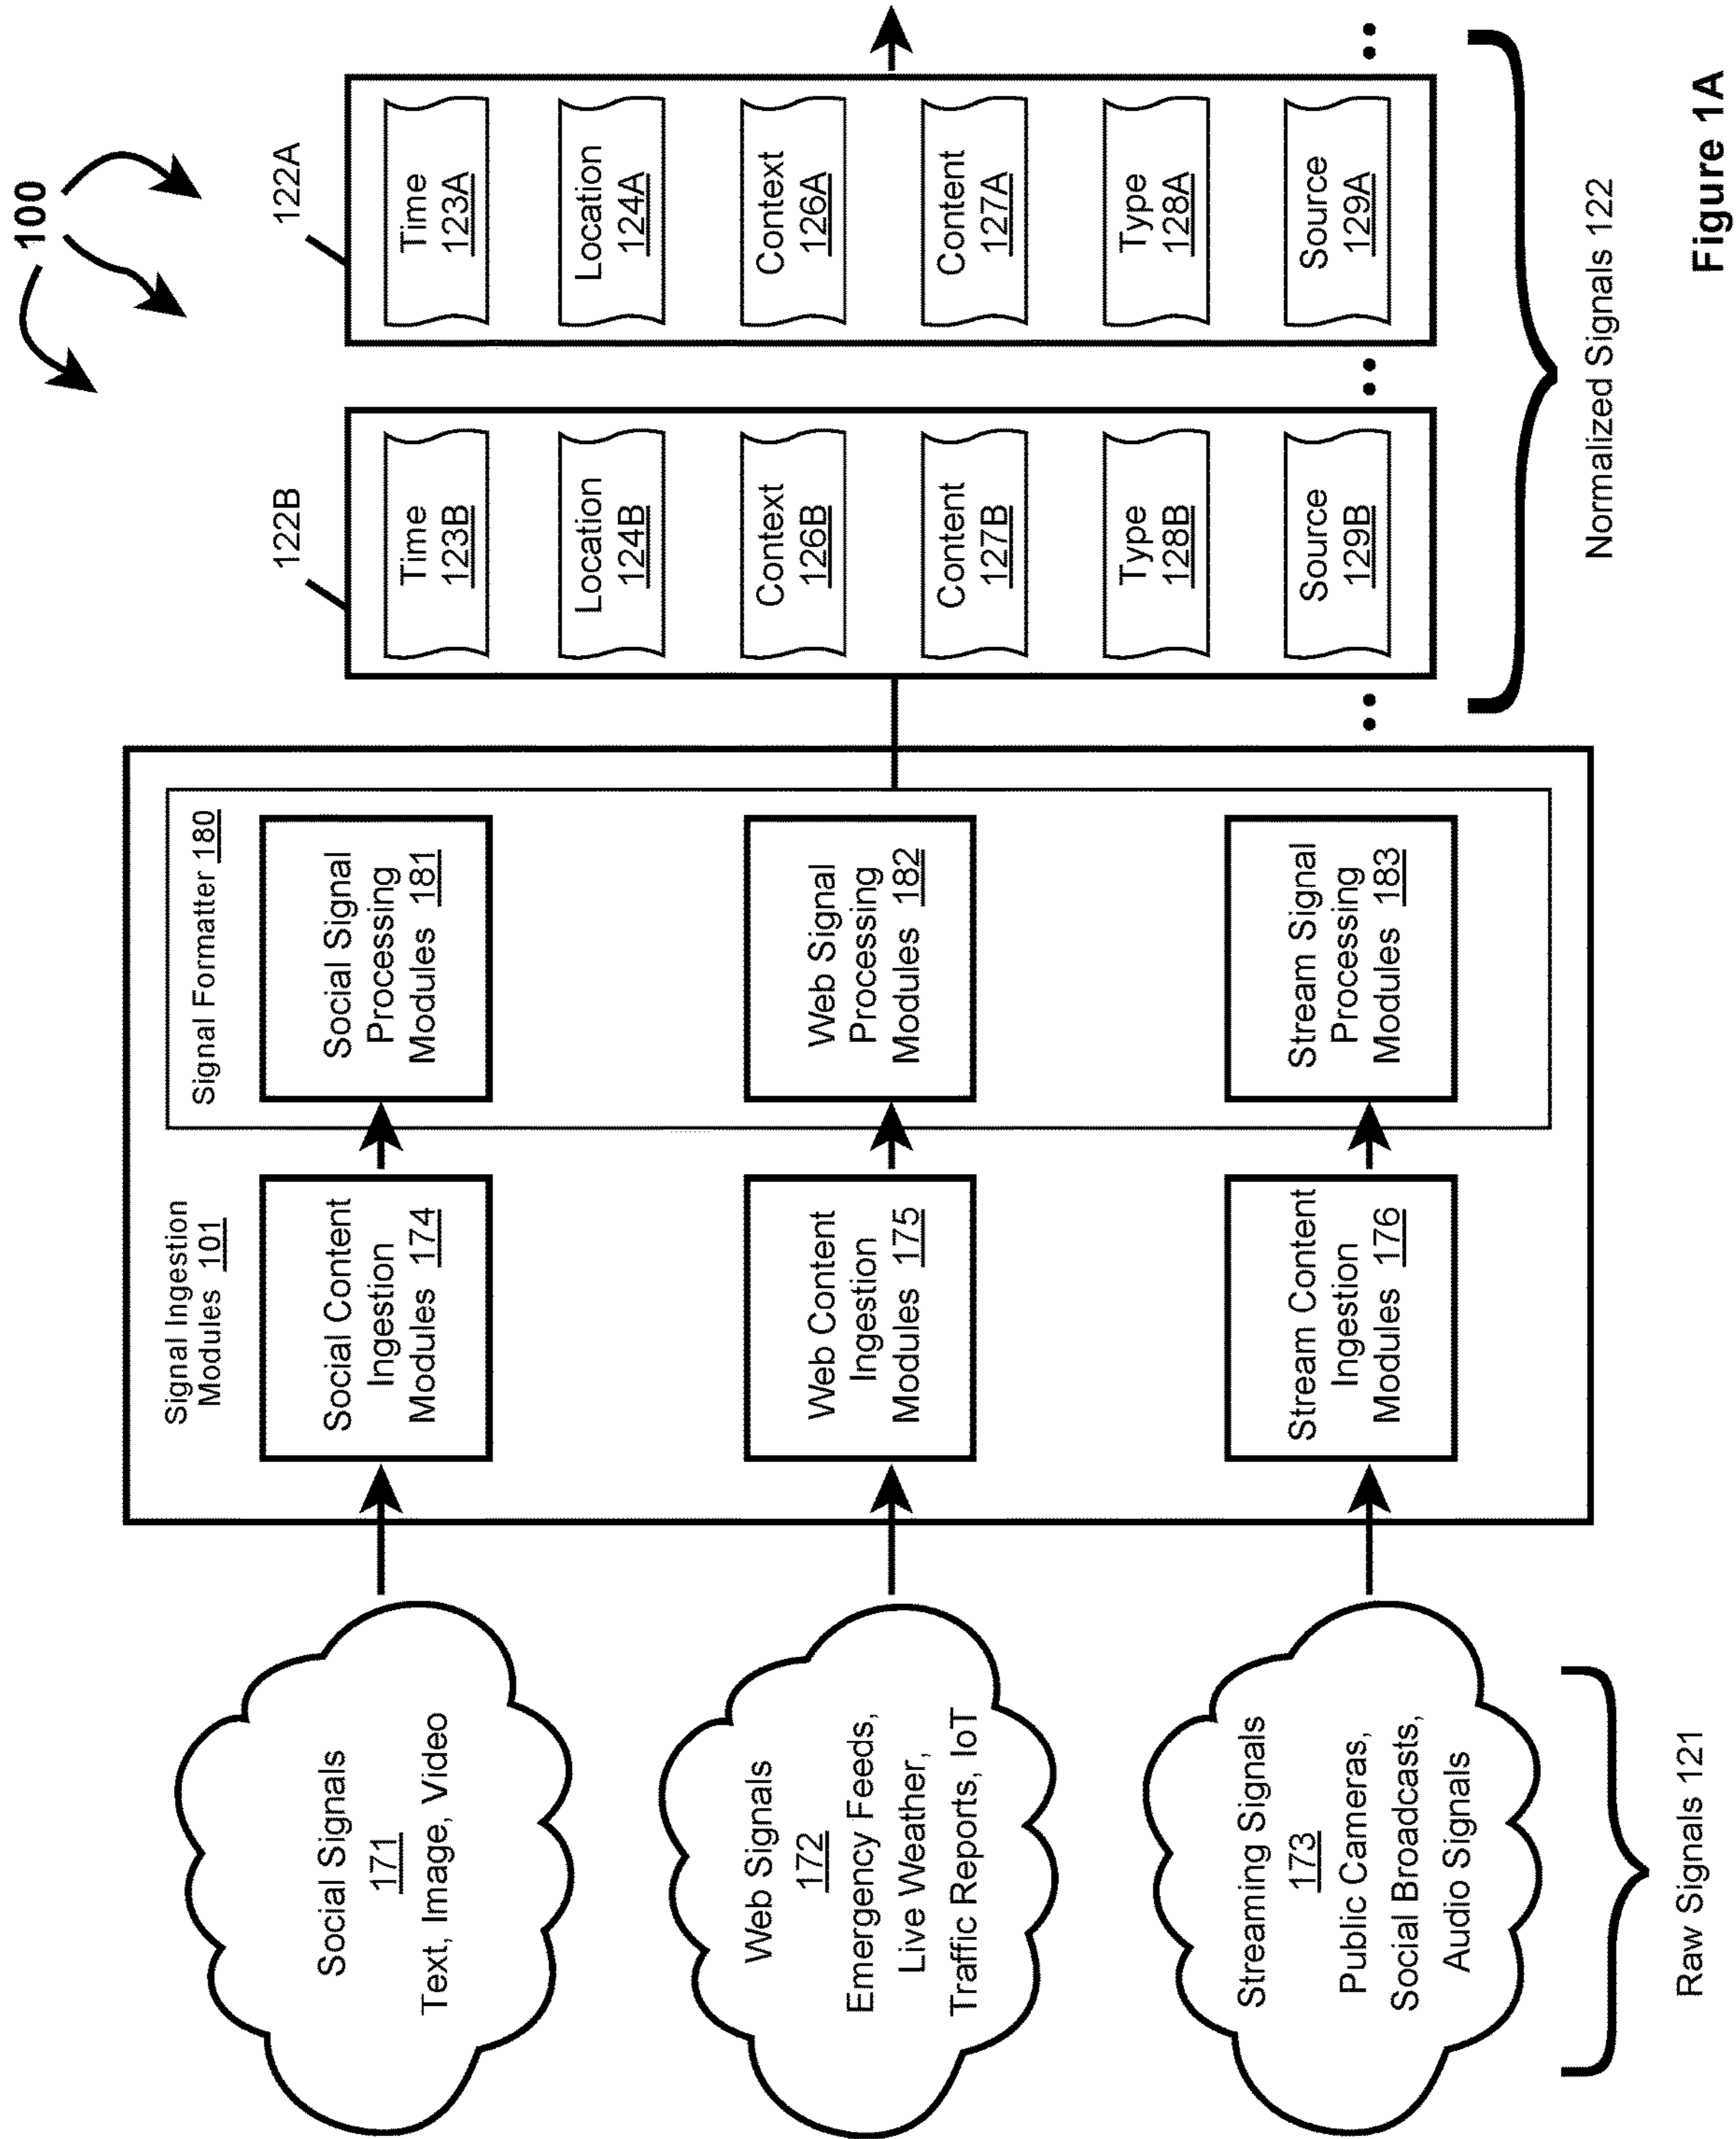 100
Social Signals
171
Text, Image, Video
Web Signals
172
Emergency Feeds,
Live Weather,
Traffic Reports, IoT
Streaming Signals
173
Public Cameras,
Social Broadcasts,
Audio Signals
Raw Signals 121
Signal Ingestion
Modules 101
Social Content
Ingestion
Modules 174
Web Content
Ingestion
Modules 175
Stream Content
Ingestion
Modules 176
Signal Formatter 180
Social Signal
Processing
Modules 181
Web Signal
Processing
Modules 182
Stream Signal
Processing
Modules 183
122B
Time
123B
Location
124B
Context
126B
Content
127B
Type
128B
Source
129B
122A
Time
123A
Location
124A
Context
126A
Content
127A
Type
128A
Source
129A
Normalized Signals 122
Figure 1A